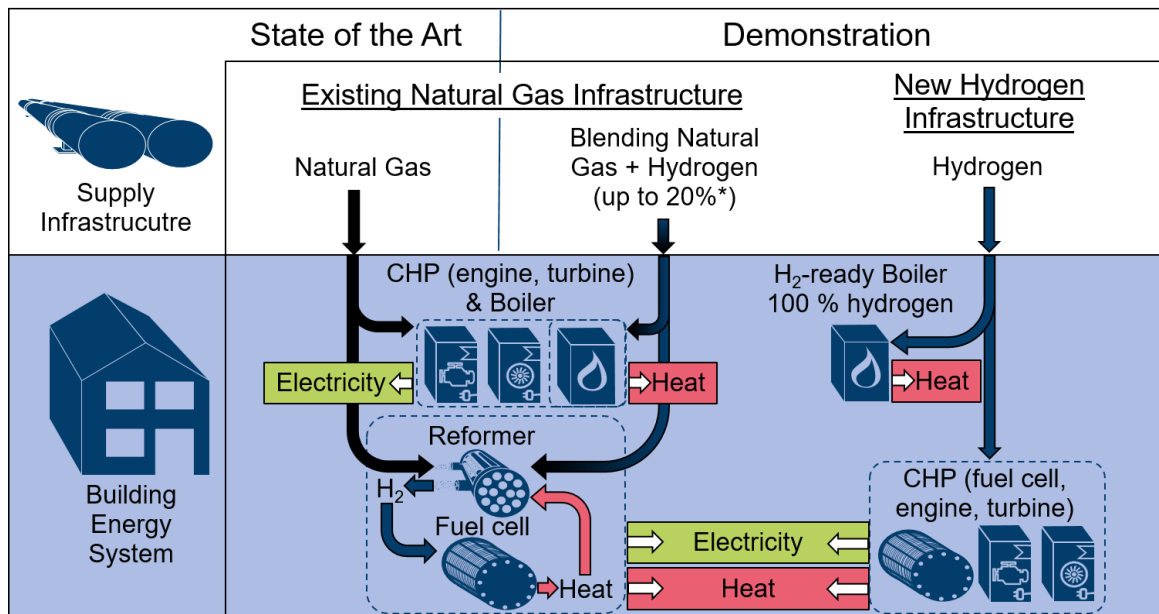 State of the Art
Demonstration
Supply
Infrastrucutre
Existing Natural Gas Infrastructure
New Hydrogen
Infrastructure
Natural Gas
Blending Natural
Gas + Hydrogen
(up to 20%*)
Hydrogen
Building
Energy
System
CHP (engine, turbine)
& Boiler
H₂-ready Boiler
100 % hydrogen
Electricity
Heat
Heat
Reformer
H₂
Fuel cell
Heat
CHP (fuel cell,
engine, turbine)
Electricity
Heat